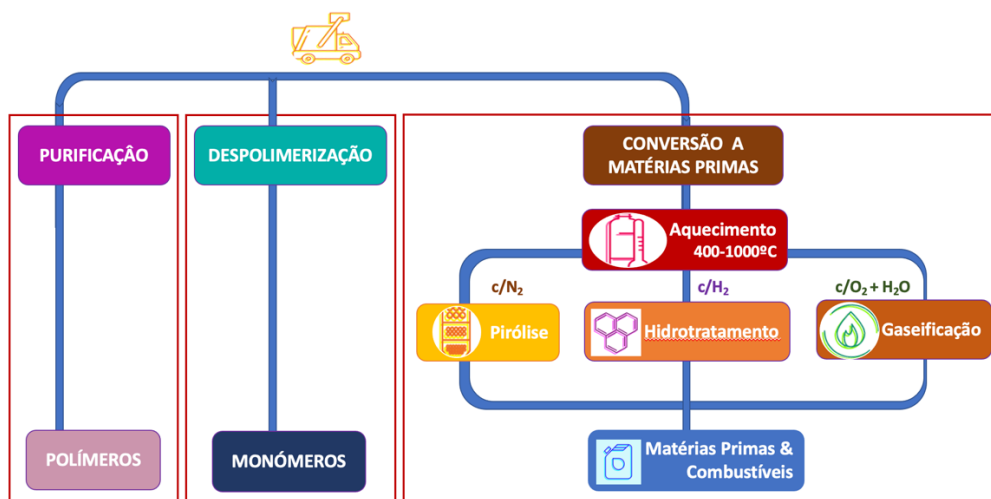 PURIFICAÇÂO
DESPOLIMERIZAÇÃO
CONVERSÃO A
MATÉRIAS PRIMAS
Aquecimento
400-1000ºC
c/N₂
c/H₂
c/O₂ + H₂O
Pirólise
Hidrotratamento
Gaseificação
POLÍMEROS
MONÓMEROS
Matérias Primas &
Combustíveis